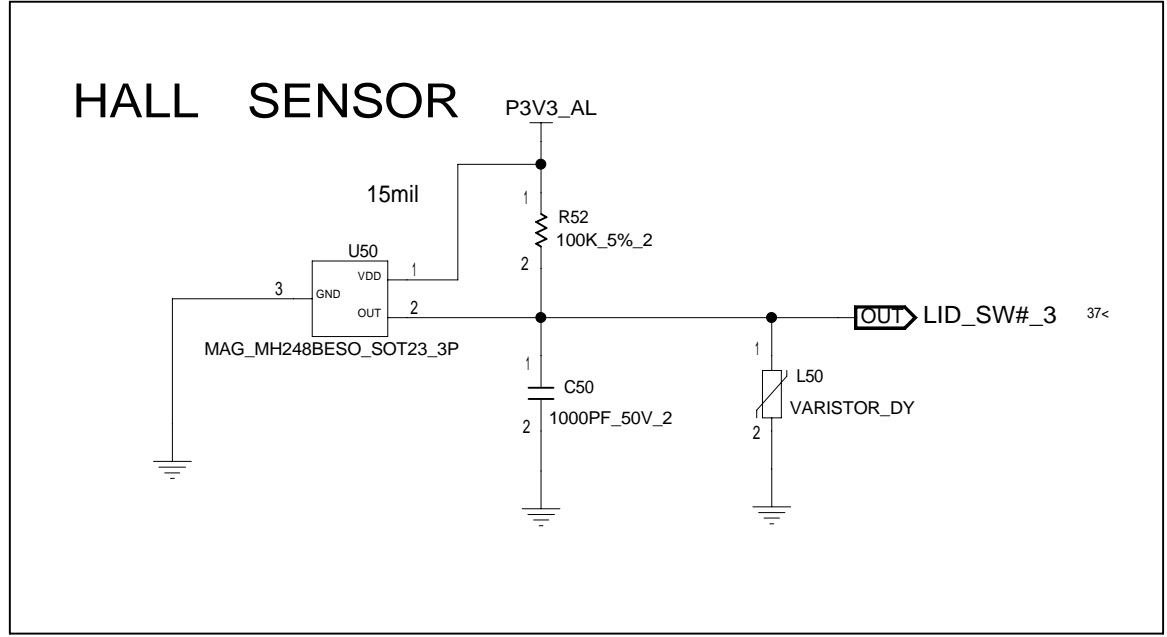 HALL SENSOR
P3V3_AL
15mil
1
R52
100K_5%_2
2
U50
VDD
1
3
GND
OUT
2
MAG_MH248BESO_SOT23_3P
OUT
LID_SW#_3
37<
1
C50
1000PF_50V_2
2
1
L50
VARISTOR_DY
2